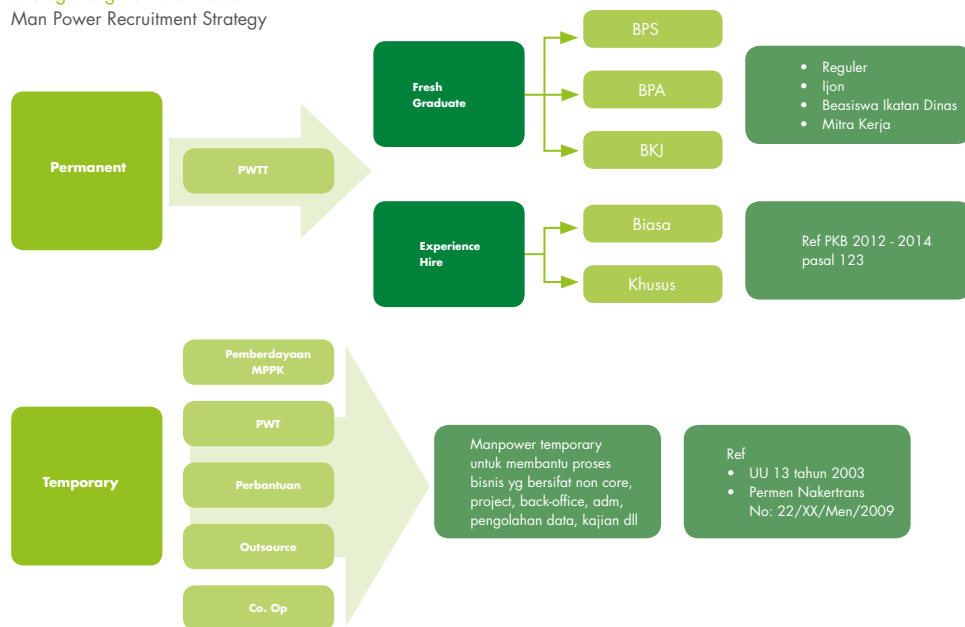 Man Power Recruitment Strategy
Permanent
PWTT
Fresh
Graduate
BPS
BPA
BKJ
• Reguler
• Ijon
• Beasiswa Ikatan Dinas
• Mitra Kerja
Experience
Hire
Biasa
Khusus
Ref PKB 2012 - 2014
pasal 123
Temporary
Pemberdayaan
MPPK
PWT
Perbantuan
Outsource
Co. Op
Manpower temporary
untuk membantu proses
bisnis yg bersifat non core,
project, back-office, adm,
pengolahan data, kajian dll
Ref
• UU 13 tahun 2003
• Permen Nakertrans
No: 22/XX/Men/2009